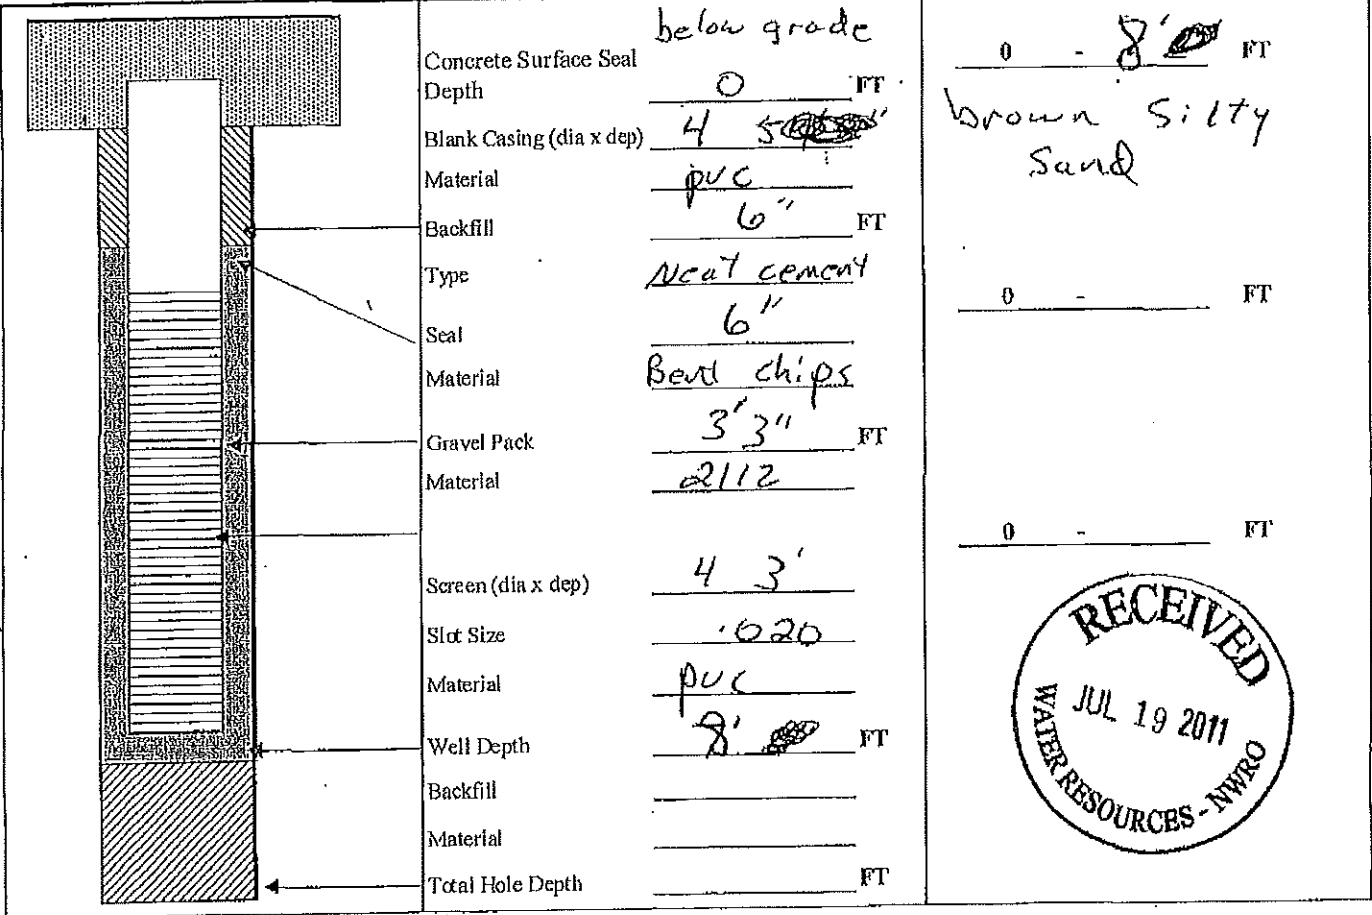 below grade
Concrete Surface Seal
Depth 0 FT
Blank Casing (dia x dep) 4 5
Material pvc
Backfill 6" FT
Type Neat cement
Seal 6"
Material Bent chips
Gravel Pack 3'3" FT
Material 2112
Screen (dia x dep) 4 3'
Slot Size .020
Material pvc
Well Depth 8' FT
Backfill
Material
Total Hole Depth FT
0 - 8' FT
brown Silty
Sand
0 - FT
0 - FT
RECEIVED
JUL 19 2011
WATER RESOURCES - NWRO